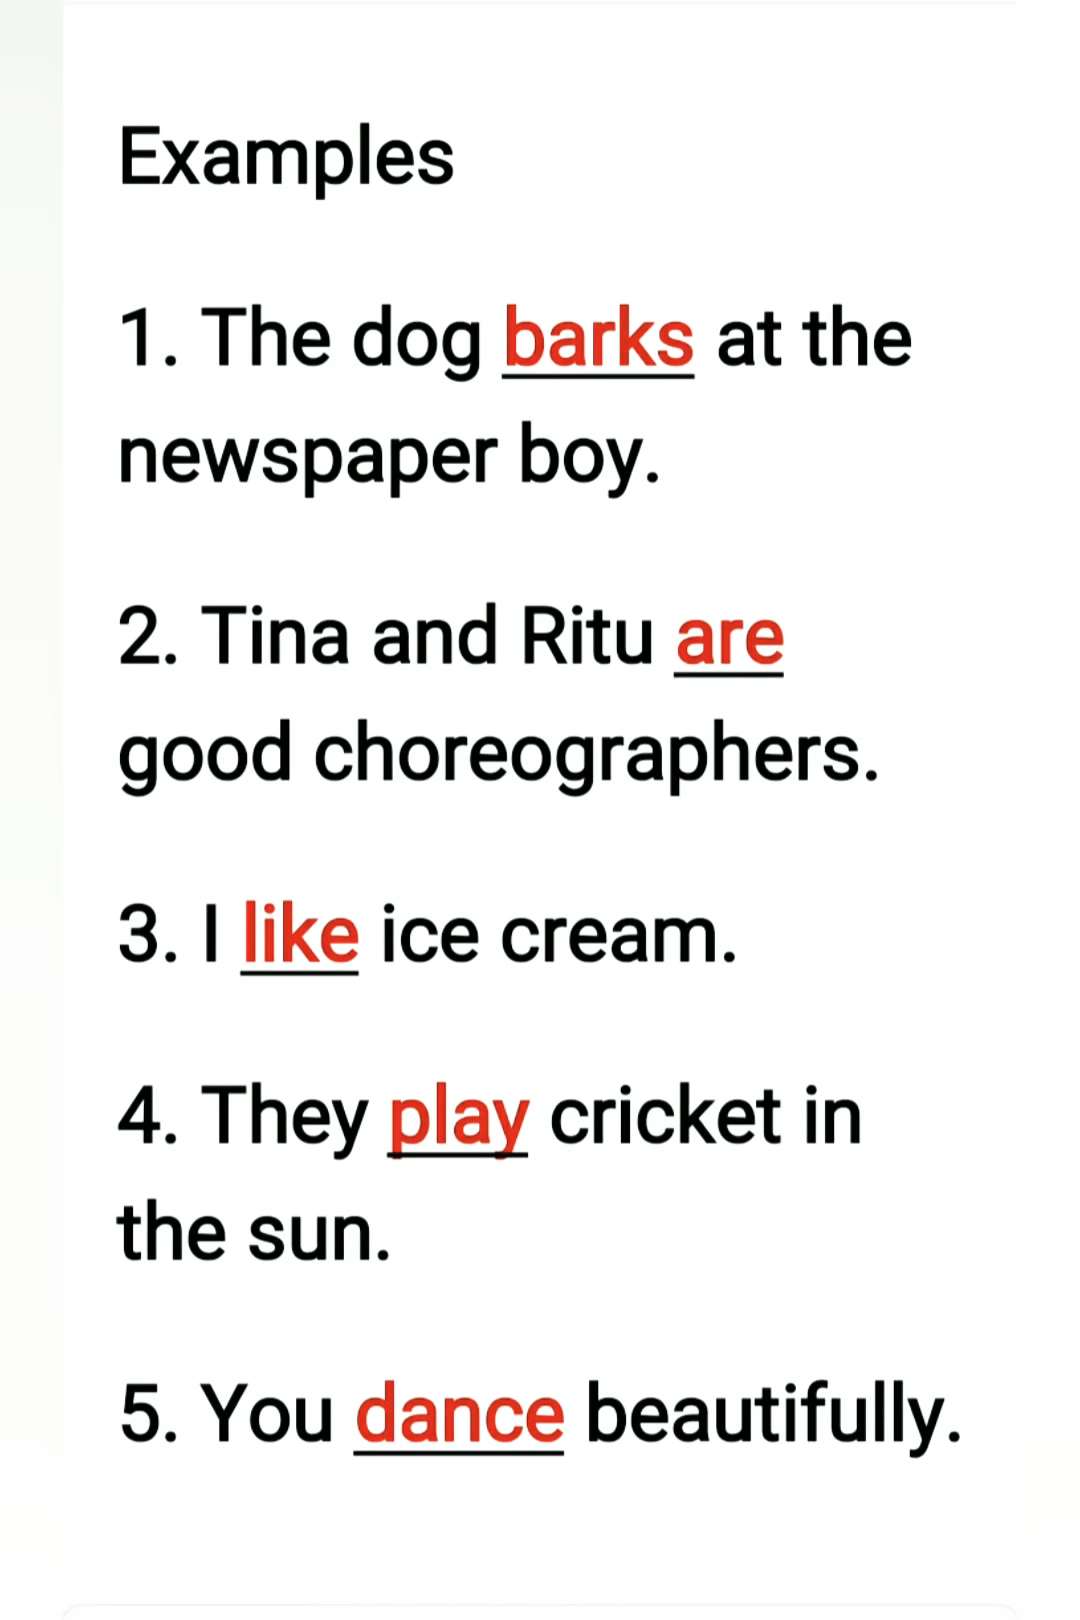 Examples
1. The dog barks at the
newspaper boy.
2. Tina and Ritu are
good choreographers.
3. I like ice cream.
4. They play cricket in
the sun.
5. You dance beautifully.